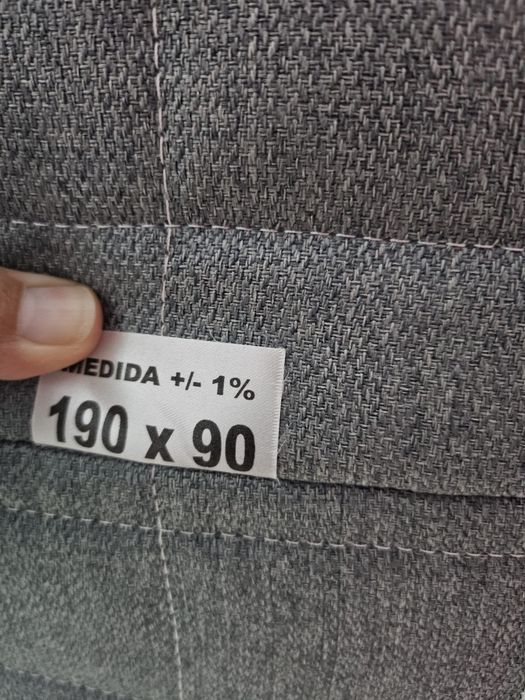 MEDIDA +/- 1%
190 x 90